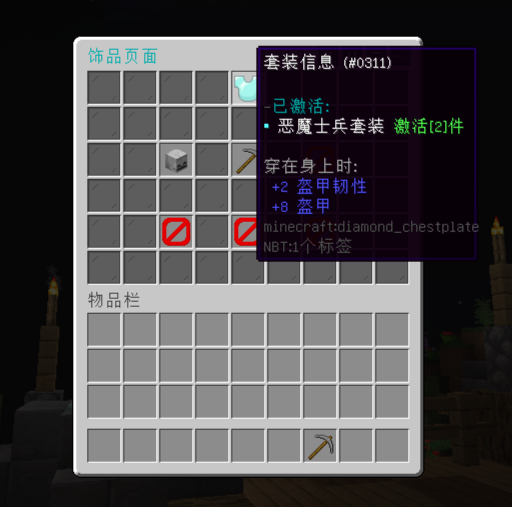 饰品页面
套装信息 (#0311)
-已激活:
▪ 恶魔士兵套装 激活[2]件
穿在身上时:
+2 盔甲韧性
+8 盔甲
minecraft:diamond_chestplate
NBT:1个标签
物品栏